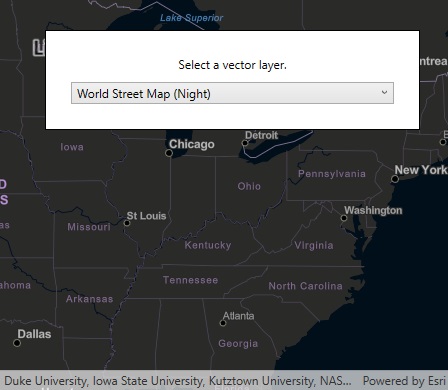 Lake Superior
Select a vector layer.
World Street Map (Night)
Detroit
Iowa
Chicago
Pennsylvania
New York
Ohio
St Louis
Washington
Missouri
Virginia
Kentucky
Tennessee
North Carolina
Arkansas
Atlanta
Dallas
Georgia
Duke University, Iowa State University, Kutztown University, NAS... Powered by Esri